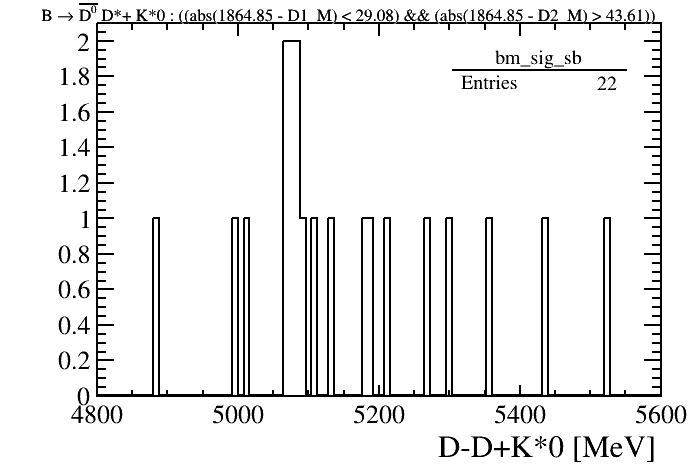 B → D⁰ D*+ K*0 : ((abs(1864.85 - D1_M) < 29.08) && (abs(1864.85 - D2_M) > 43.61))
bm_sig_sb
Entries 22
2
1.8
1.6
1.4
1.2
1
0.8
0.6
0.4
0.2
0
4800 5000 5200 5400 5600
D-D+K*0 [MeV]